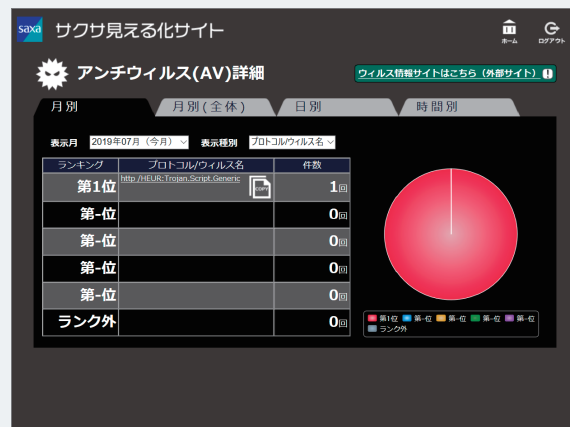 saxa サクサ見える化サイト
ホーム ログアウト
アンチウィルス(AV)詳細
ウィルス情報サイトはこちら（外部サイト）
月別 月別(全体) 日別 時間別
表示月 2019年07月（今月） 表示種別 プロトコル/ウィルス名
ランキング プロトコル/ウィルス名 件数
第1位 http /HEUR:Trojan.Script.Generic COPY 1回
第-位 0回
第-位 0回
第-位 0回
第-位 0回
ランク外 0回
第1位 第-位 第-位 第-位 第-位
ランク外